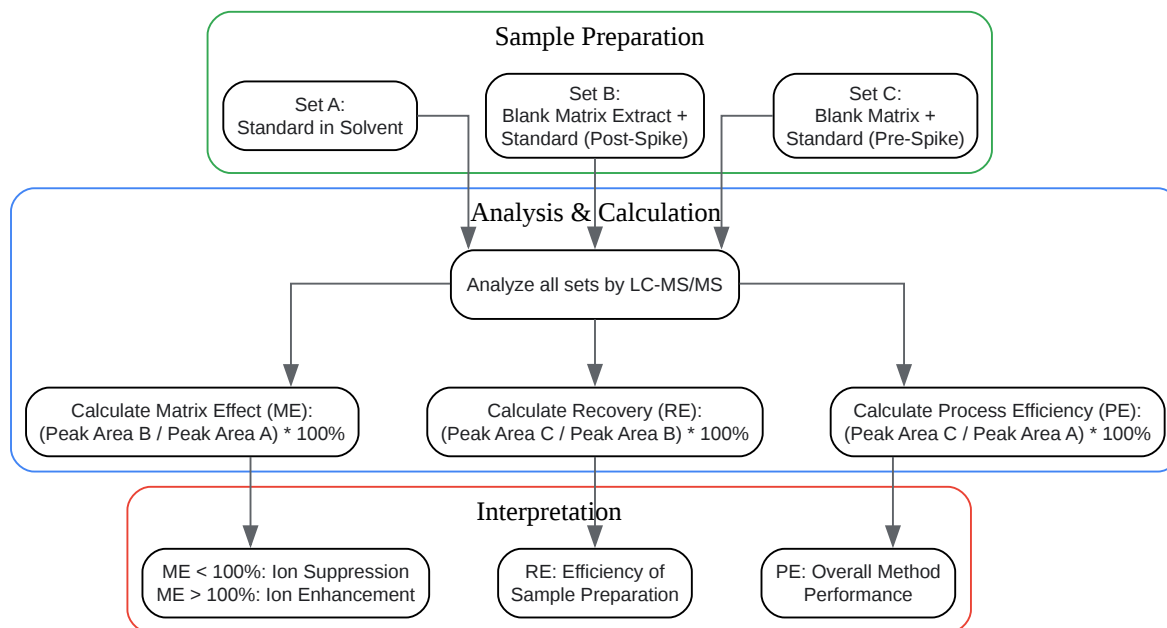 Sample Preparation
Set A:
Standard in Solvent
Set B:
Blank Matrix Extract +
Standard (Post-Spike)
Set C:
Blank Matrix +
Standard (Pre-Spike)
Analysis & Calculation
Analyze all sets by LC-MS/MS
Calculate Matrix Effect (ME):
(Peak Area B / Peak Area A) * 100%
Calculate Recovery (RE):
(Peak Area C / Peak Area B) * 100%
Calculate Process Efficiency (PE):
(Peak Area C / Peak Area A) * 100%
Interpretation
ME < 100%: Ion Suppression
ME > 100%: Ion Enhancement
RE: Efficiency of
Sample Preparation
PE: Overall Method
Performance